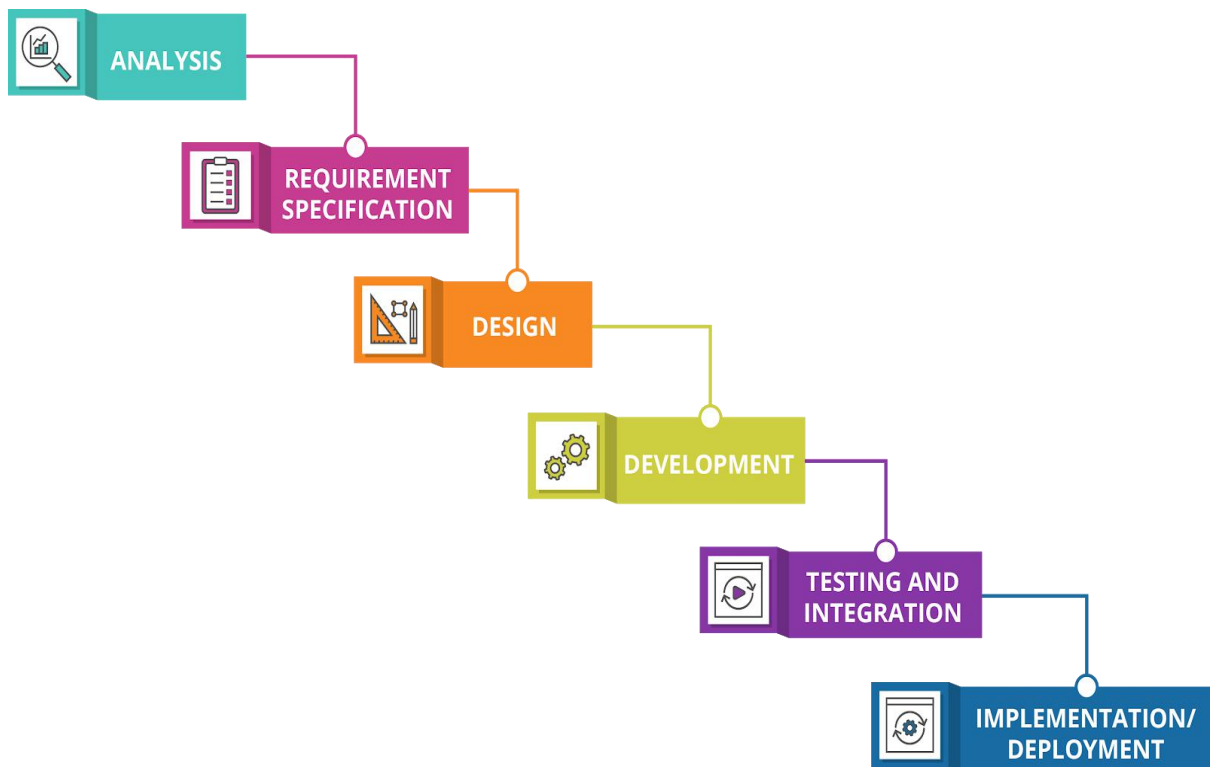 ANALYSIS
REQUIREMENT
SPECIFICATION
DESIGN
DEVELOPMENT
TESTING AND
INTEGRATION
IMPLEMENTATION/
DEPLOYMENT